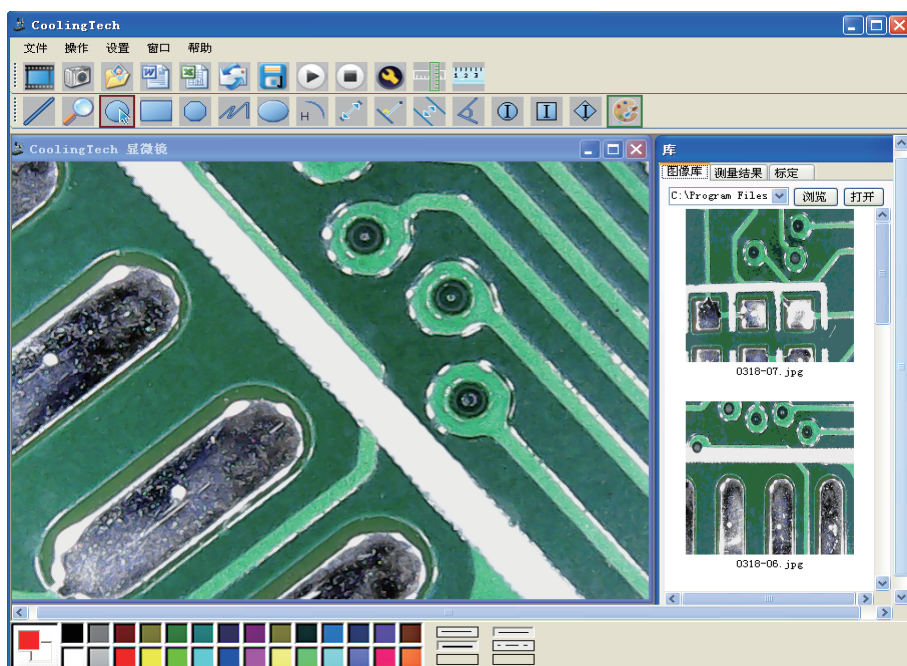 CoolingTech
文件 操作 设置 窗口 帮助
1 2 3
H
CoolingTech 显微镜
库
图像库 测量结果 标定
C:\Program Files 浏览 打开
0318-07.jpg
0318-06.jpg